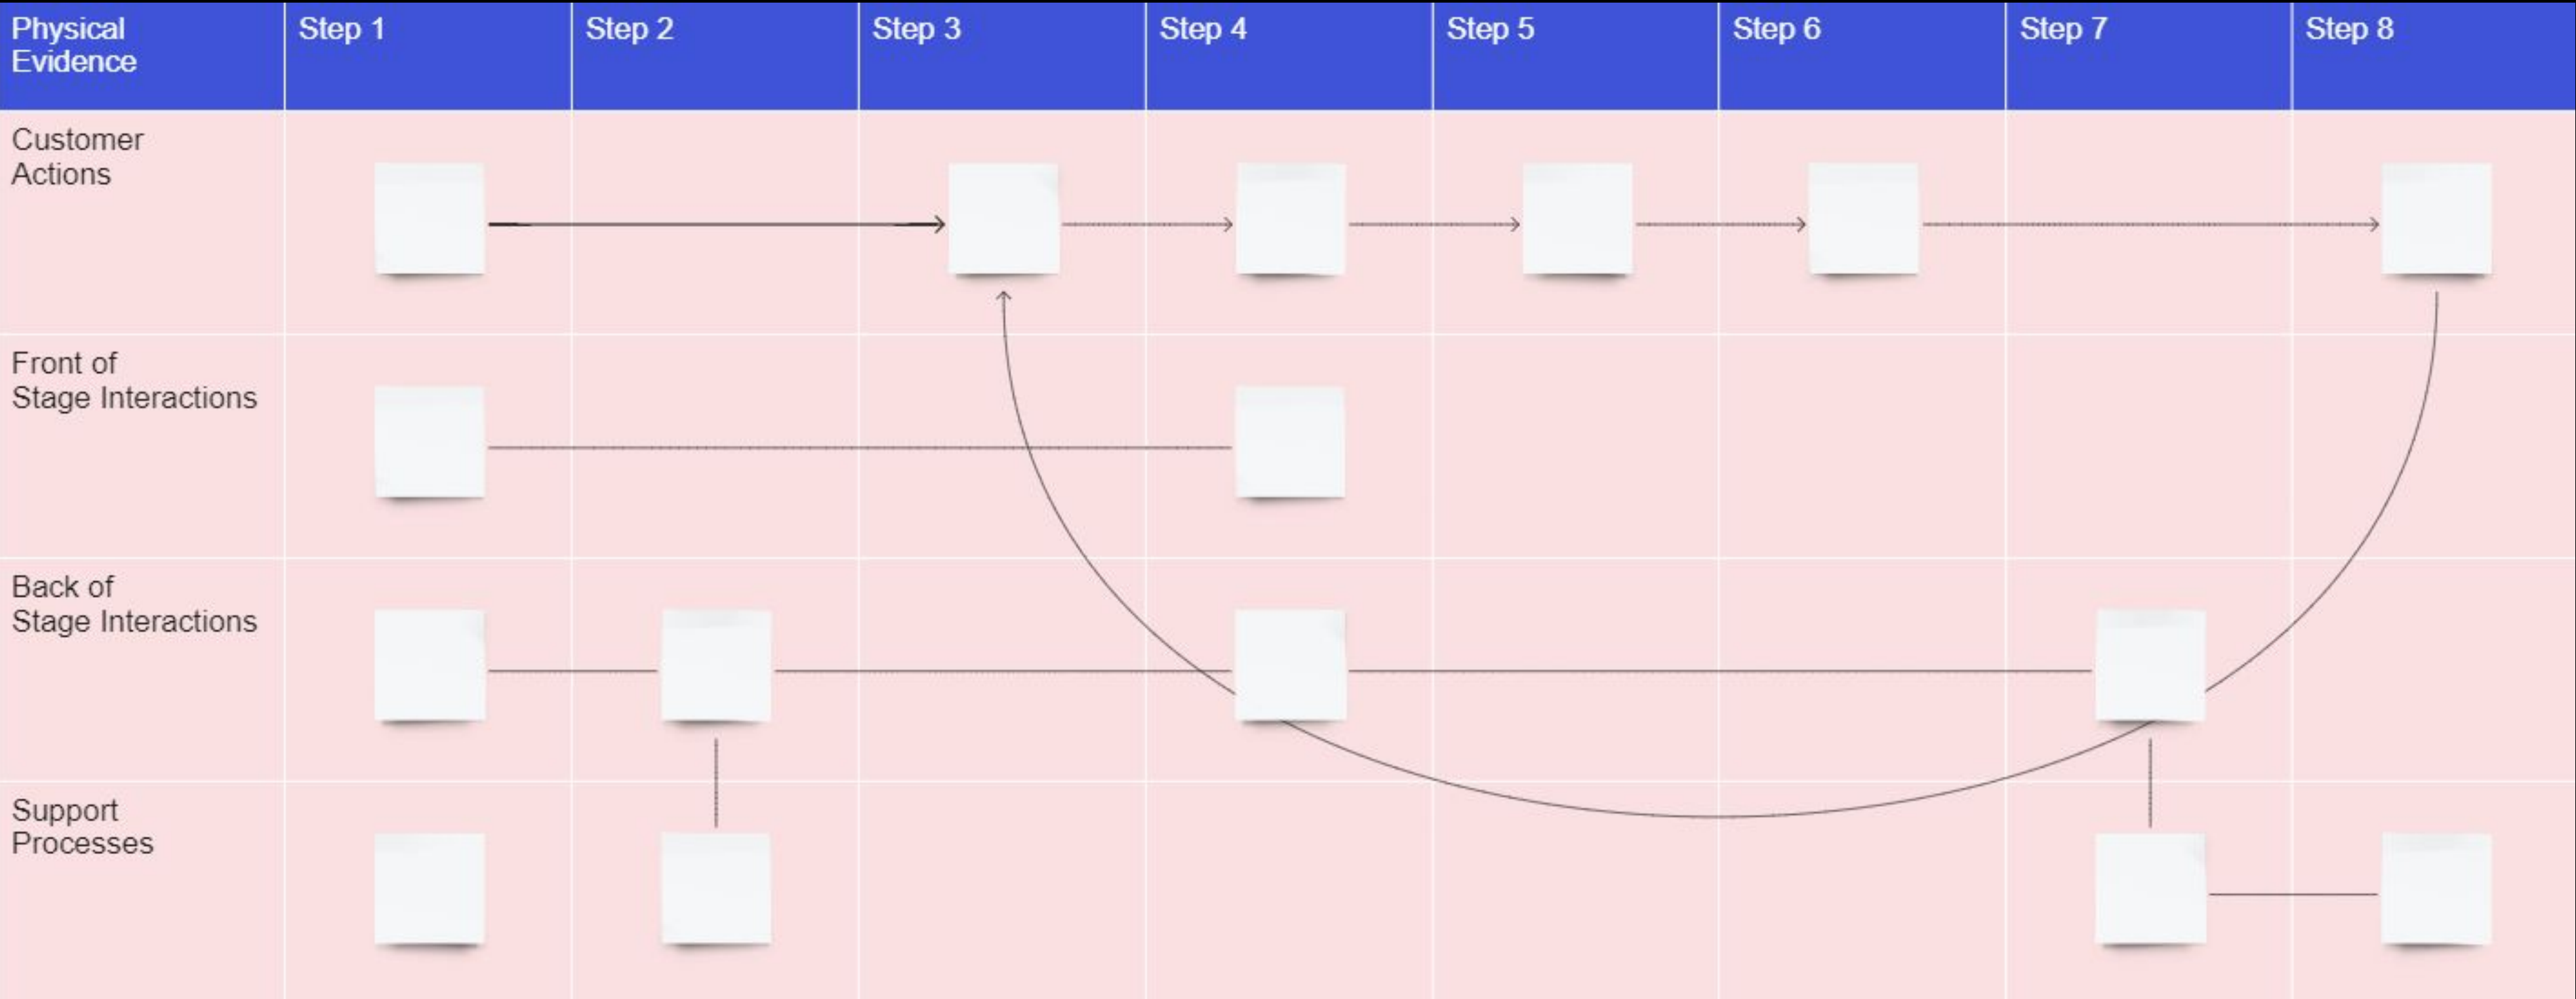 Physical
Evidence
Step 1
Step 2
Step 3
Step 4
Step 5
Step 6
Step 7
Step 8
Customer
Actions
Front of
Stage Interactions
Back of
Stage Interactions
Support
Processes